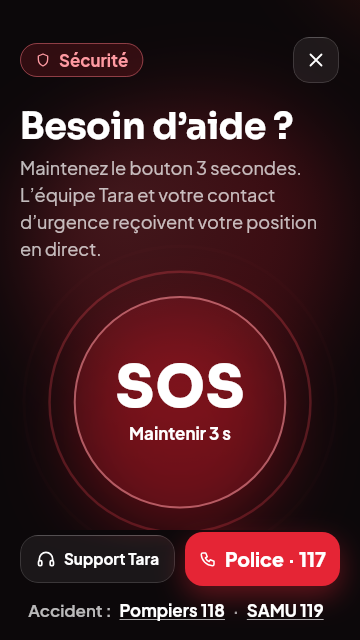 Sécurité
Besoin d’aide ?
Maintenez le bouton 3 secondes.
L’équipe Tara et votre contact
d’urgence reçoivent votre position
en direct.
SOS
Maintenir 3 s
Support Tara
Police · 117
Accident : Pompiers 118 · SAMU 119